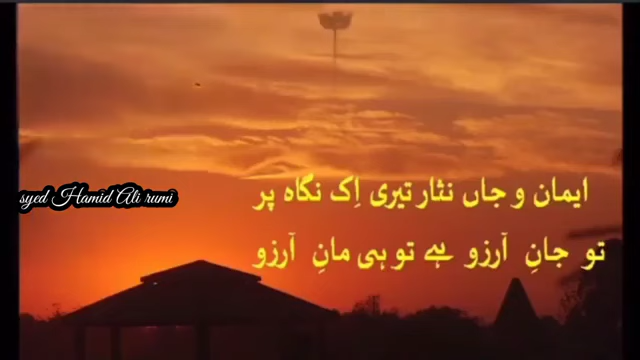 ایمان و جاں نثار تیری اِک نگاہ پر
تو جانِ آرزو ہے تو ہی مانِ آرزو
syed Hamid Ali rumi